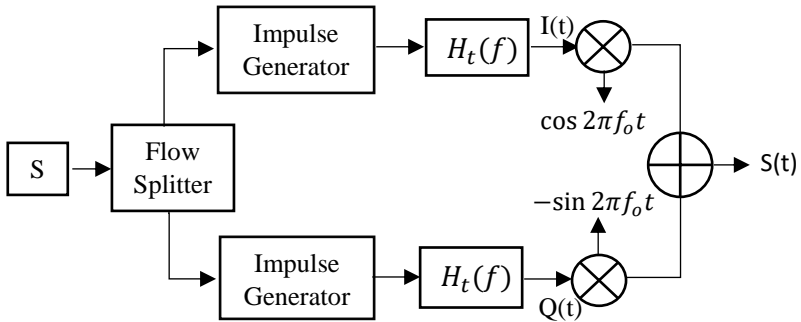 Impulse
Generator
H_t(f)
I(t)
cos 2πf_o t
S
Flow
Splitter
S(t)
−sin 2πf_o t
Impulse
Generator
H_t(f)
Q(t)